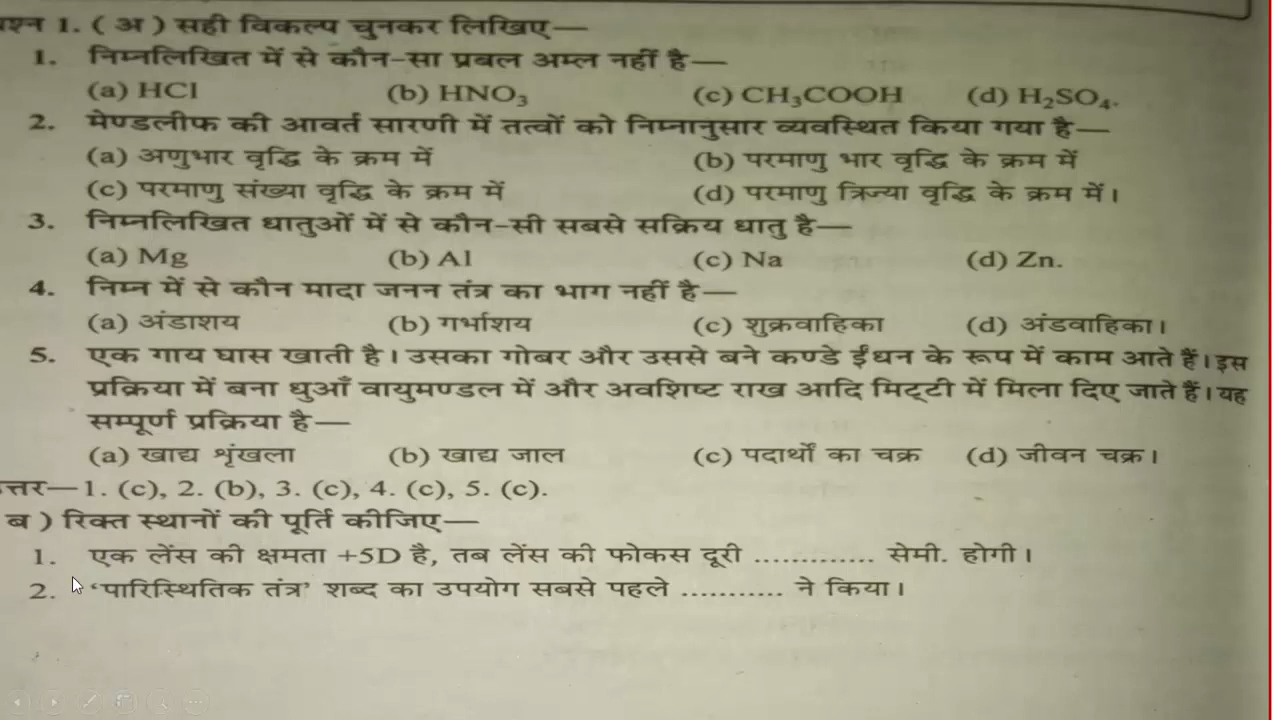 प्रश्न 1. ( अ ) सही विकल्प चुनकर लिखिए—
1. निम्नलिखित में से कौन-सा प्रबल अम्ल नहीं है—
(a) HCl (b) HNO₃ (c) CH₃COOH (d) H₂SO₄.
2. मेण्डलीफ की आवर्त सारणी में तत्वों को निम्नानुसार व्यवस्थित किया गया है—
(a) अणुभार वृद्धि के क्रम में (b) परमाणु भार वृद्धि के क्रम में
(c) परमाणु संख्या वृद्धि के क्रम में (d) परमाणु त्रिज्या वृद्धि के क्रम में।
3. निम्नलिखित धातुओं में से कौन-सी सबसे सक्रिय धातु है—
(a) Mg (b) Al (c) Na (d) Zn.
4. निम्न में से कौन मादा जनन तंत्र का भाग नहीं है—
(a) अंडाशय (b) गर्भाशय (c) शुक्रवाहिका (d) अंडवाहिका।
5. एक गाय घास खाती है। उसका गोबर और उससे बने कण्डे ईंधन के रूप में काम आते हैं। इस
प्रक्रिया में बना धुआँ वायुमण्डल में और अवशिष्ट राख आदि मिट्टी में मिला दिए जाते हैं। यह
सम्पूर्ण प्रक्रिया है—
(a) खाद्य शृंखला (b) खाद्य जाल (c) पदार्थों का चक्र (d) जीवन चक्र।
उत्तर—1. (c), 2. (b), 3. (c), 4. (c), 5. (c).
ब ) रिक्त स्थानों की पूर्ति कीजिए—
1. एक लेंस की क्षमता +5D है, तब लेंस की फोकस दूरी ............. सेमी. होगी।
2. ‘पारिस्थितिक तंत्र’ शब्द का उपयोग सबसे पहले ........... ने किया।